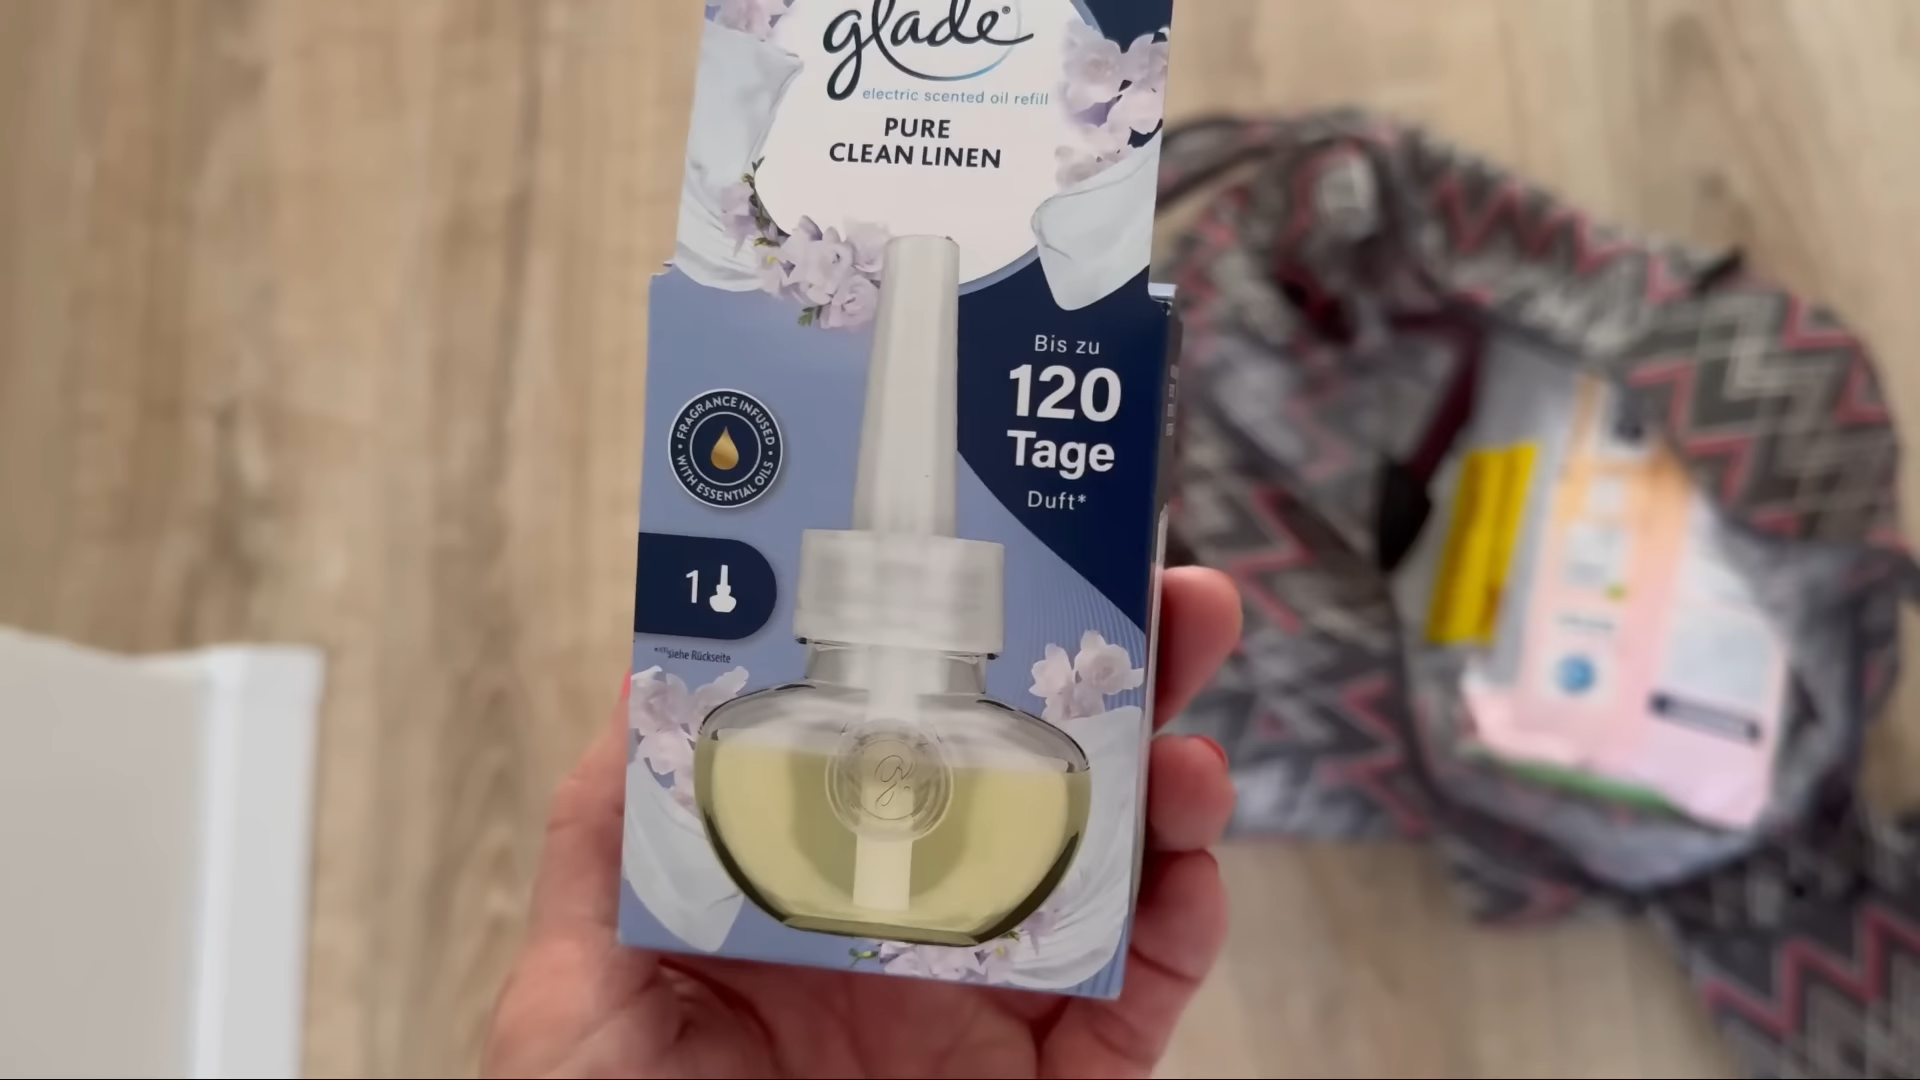 glade®
electric scented oil refill
PURE
CLEAN LINEN
Bis zu
120
Tage
Duft*
FRAGRANCE INFUSED
• WITH ESSENTIAL OILS •
1
siehe Rückseite
g.